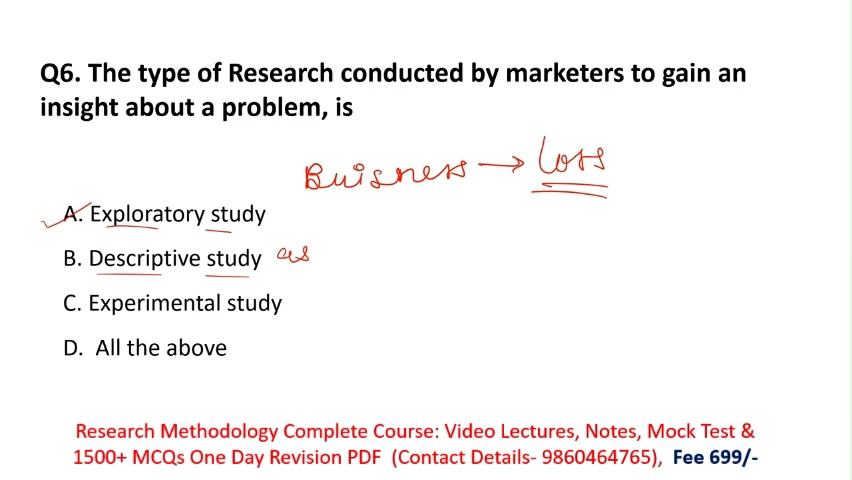 Q6. The type of Research conducted by marketers to gain an
insight about a problem, is
Buisness → Loss
A. Exploratory study
B. Descriptive study as
C. Experimental study
D. All the above
Research Methodology Complete Course: Video Lectures, Notes, Mock Test &
1500+ MCQs One Day Revision PDF (Contact Details- 9860464765), Fee 699/-